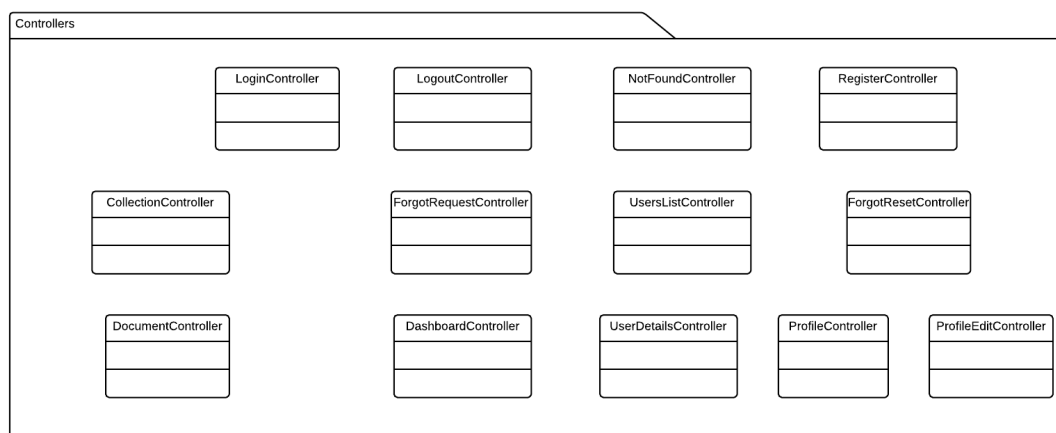 Controllers
LoginController
LogoutController
NotFoundController
RegisterController
CollectionController
ForgotRequestController
UsersListController
ForgotResetController
DocumentController
DashboardController
UserDetailsController
ProfileController
ProfileEditController